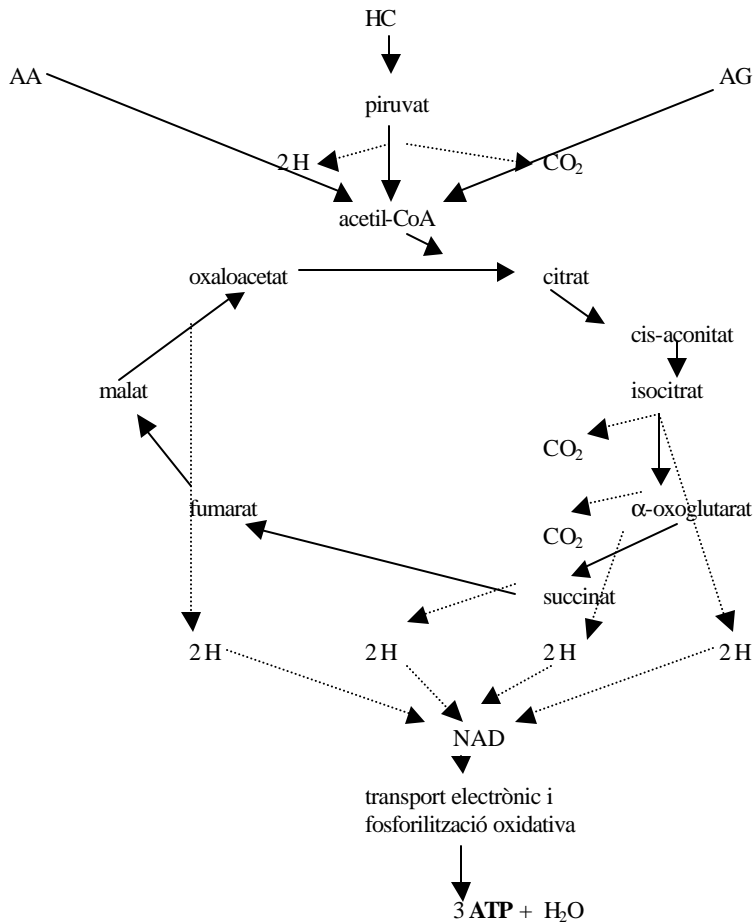 HC
AA
AG
piruvat
2 H
CO₂
acetil-CoA
oxaloacetat
citrat
cis-aconitat
malat
isocitrat
CO₂
fumarat
α-oxoglutarat
CO₂
succinat
2 H
2 H
2 H
2 H
NAD
transport electrònic i
fosforilització oxidativa
3 ATP + H₂O